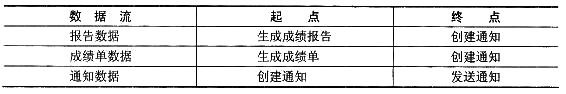 数据流 起点 终点
报告数据 生成成绩报告 创建通知
成绩单数据 生成成绩单 创建通知
通知数据 创建通知 发送通知